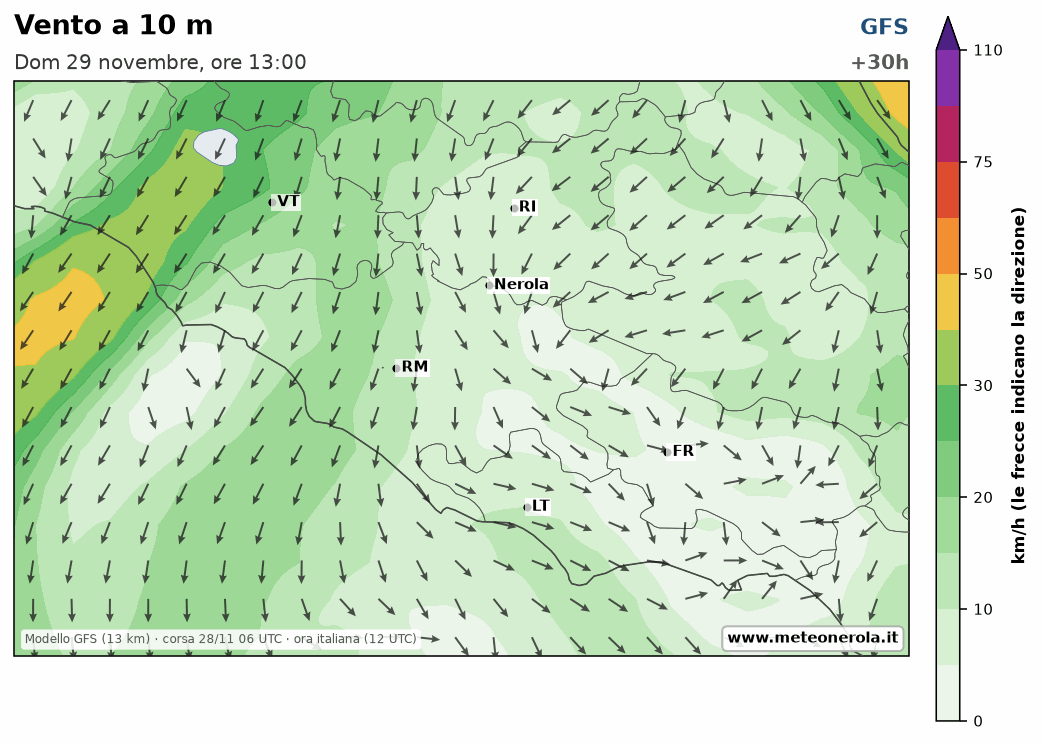 Vento a 10 m
GFS
Dom 29 novembre, ore 13:00
+30h
110
75
50
30
20
10
0
km/h (le frecce indicano la direzione)
VT
RI
Nerola
RM
FR
LT
Modello GFS (13 km) · corsa 28/11 06 UTC · ora italiana (12 UTC)
www.meteonerola.it